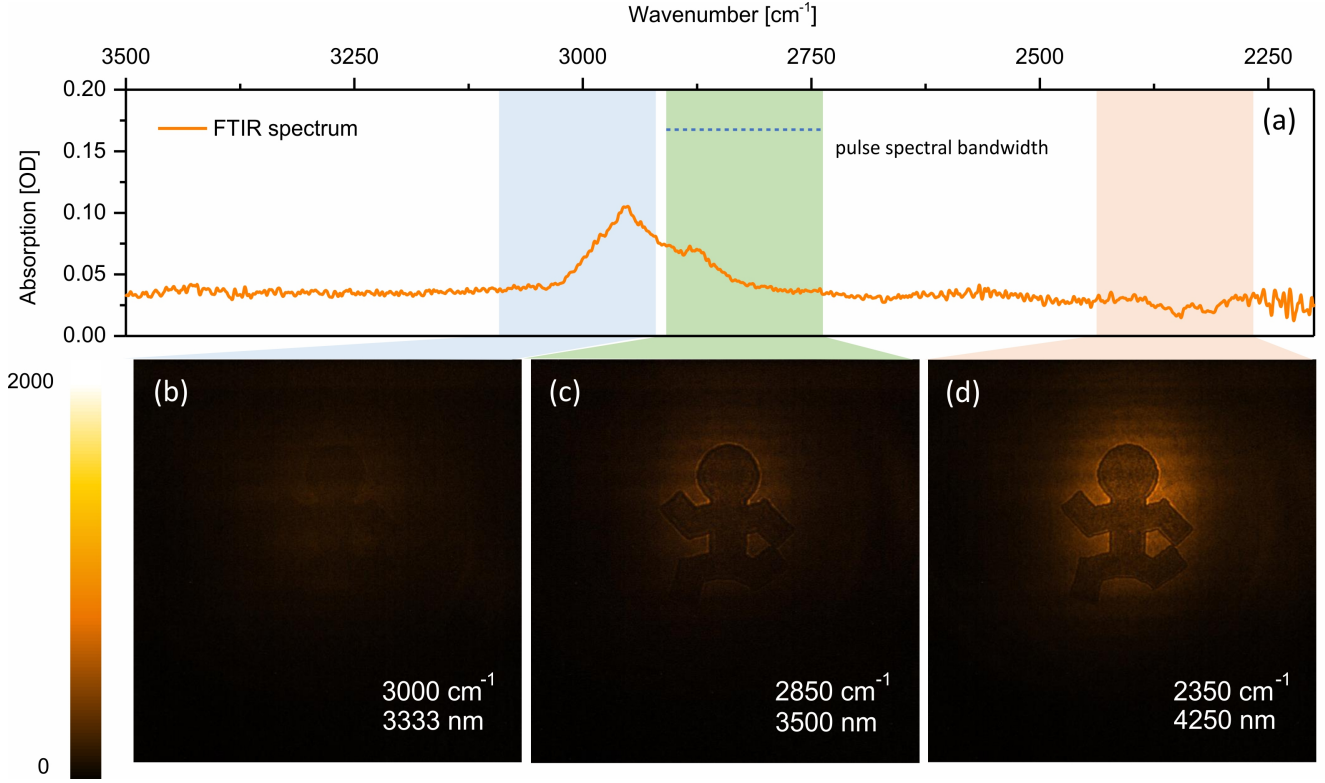 Wavenumber [cm-1]
3500 3250 3000 2750 2500 2250
0.20
0.15
0.10
0.05
0.00
Absorption [OD]
FTIR spectrum
(a)
pulse spectral bandwidth
2000
0
(b)
3000 cm-1
3333 nm
(c)
2850 cm-1
3500 nm
(d)
2350 cm-1
4250 nm